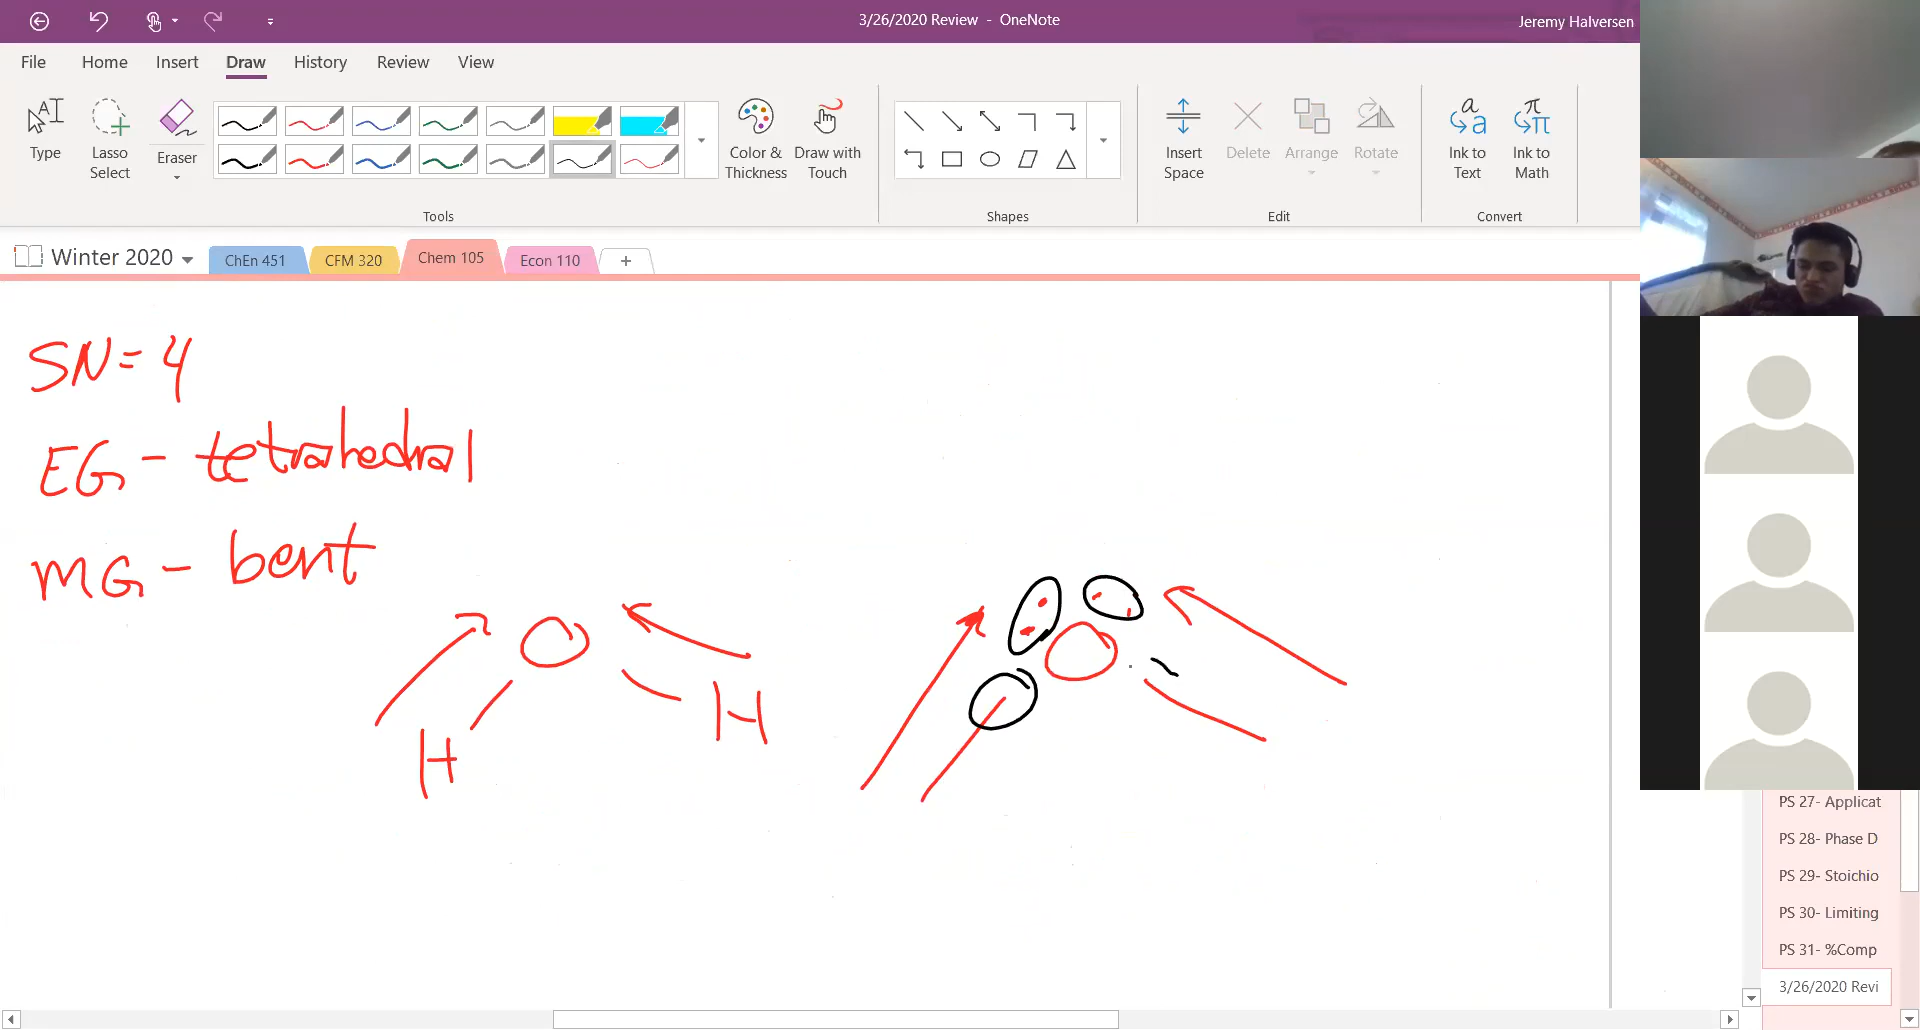 3/26/2020 Review - OneNote
Jeremy Halversen
File Home Insert Draw History Review View
Type
Lasso Select
Eraser
Color & Thickness
Draw with Touch
Insert Space
Delete
Arrange
Rotate
Ink to Text
Ink to Math
Tools
Shapes
Edit
Convert
Winter 2020
ChEn 451
CFM 320
Chem 105
Econ 110
SN = 4
EG - tetrahedral
MG - bent
O
H
H
O
PS 27- Applicat
PS 28- Phase D
PS 29- Stoichio
PS 30- Limiting
PS 31- %Comp
3/26/2020 Revi